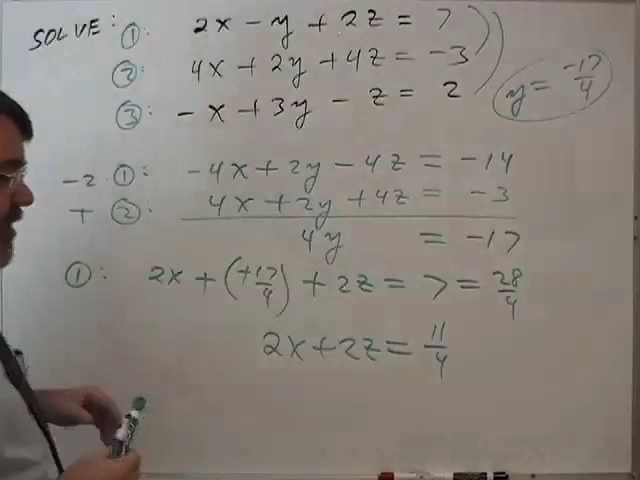 SOLVE: ①. 2x - y + 2z = 7
②: 4x + 2y + 4z = -3
③: - x + 3y - z = 2
y = -17/4
-2 ①: -4x + 2y - 4z = -14
+ ②: 4x + 2y + 4z = -3
4y = -17
①: 2x + (+17/4) + 2z = 7 = 28/4
2x + 2z = 11/4